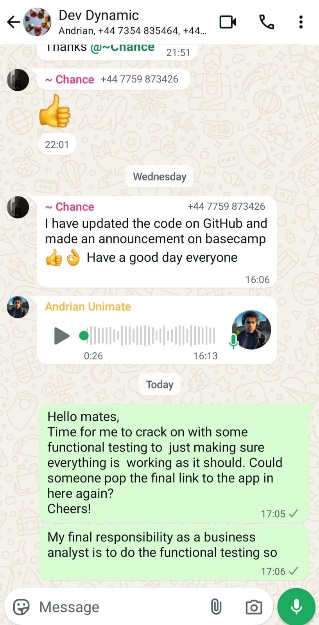 Dev Dynamic
Andrian, +44 7354 835464, +44...
Thanks @~Chance
21:51
~ Chance +44 7759 873426
👍
22:01
Wednesday
~ Chance +44 7759 873426
I have updated the code on GitHub and
made an announcement on basecamp
👍👌 Have a good day everyone
16:06
Andrian Unimate
0:26 16:13
Today
Hello mates,
Time for me to crack on with some
functional testing to  just making sure
everything is  working as it should. Could
someone pop the final link to the app in
here again?
Cheers!
17:05
My final responsibility as a business
analyst is to do the functional testing so
17:06
Message